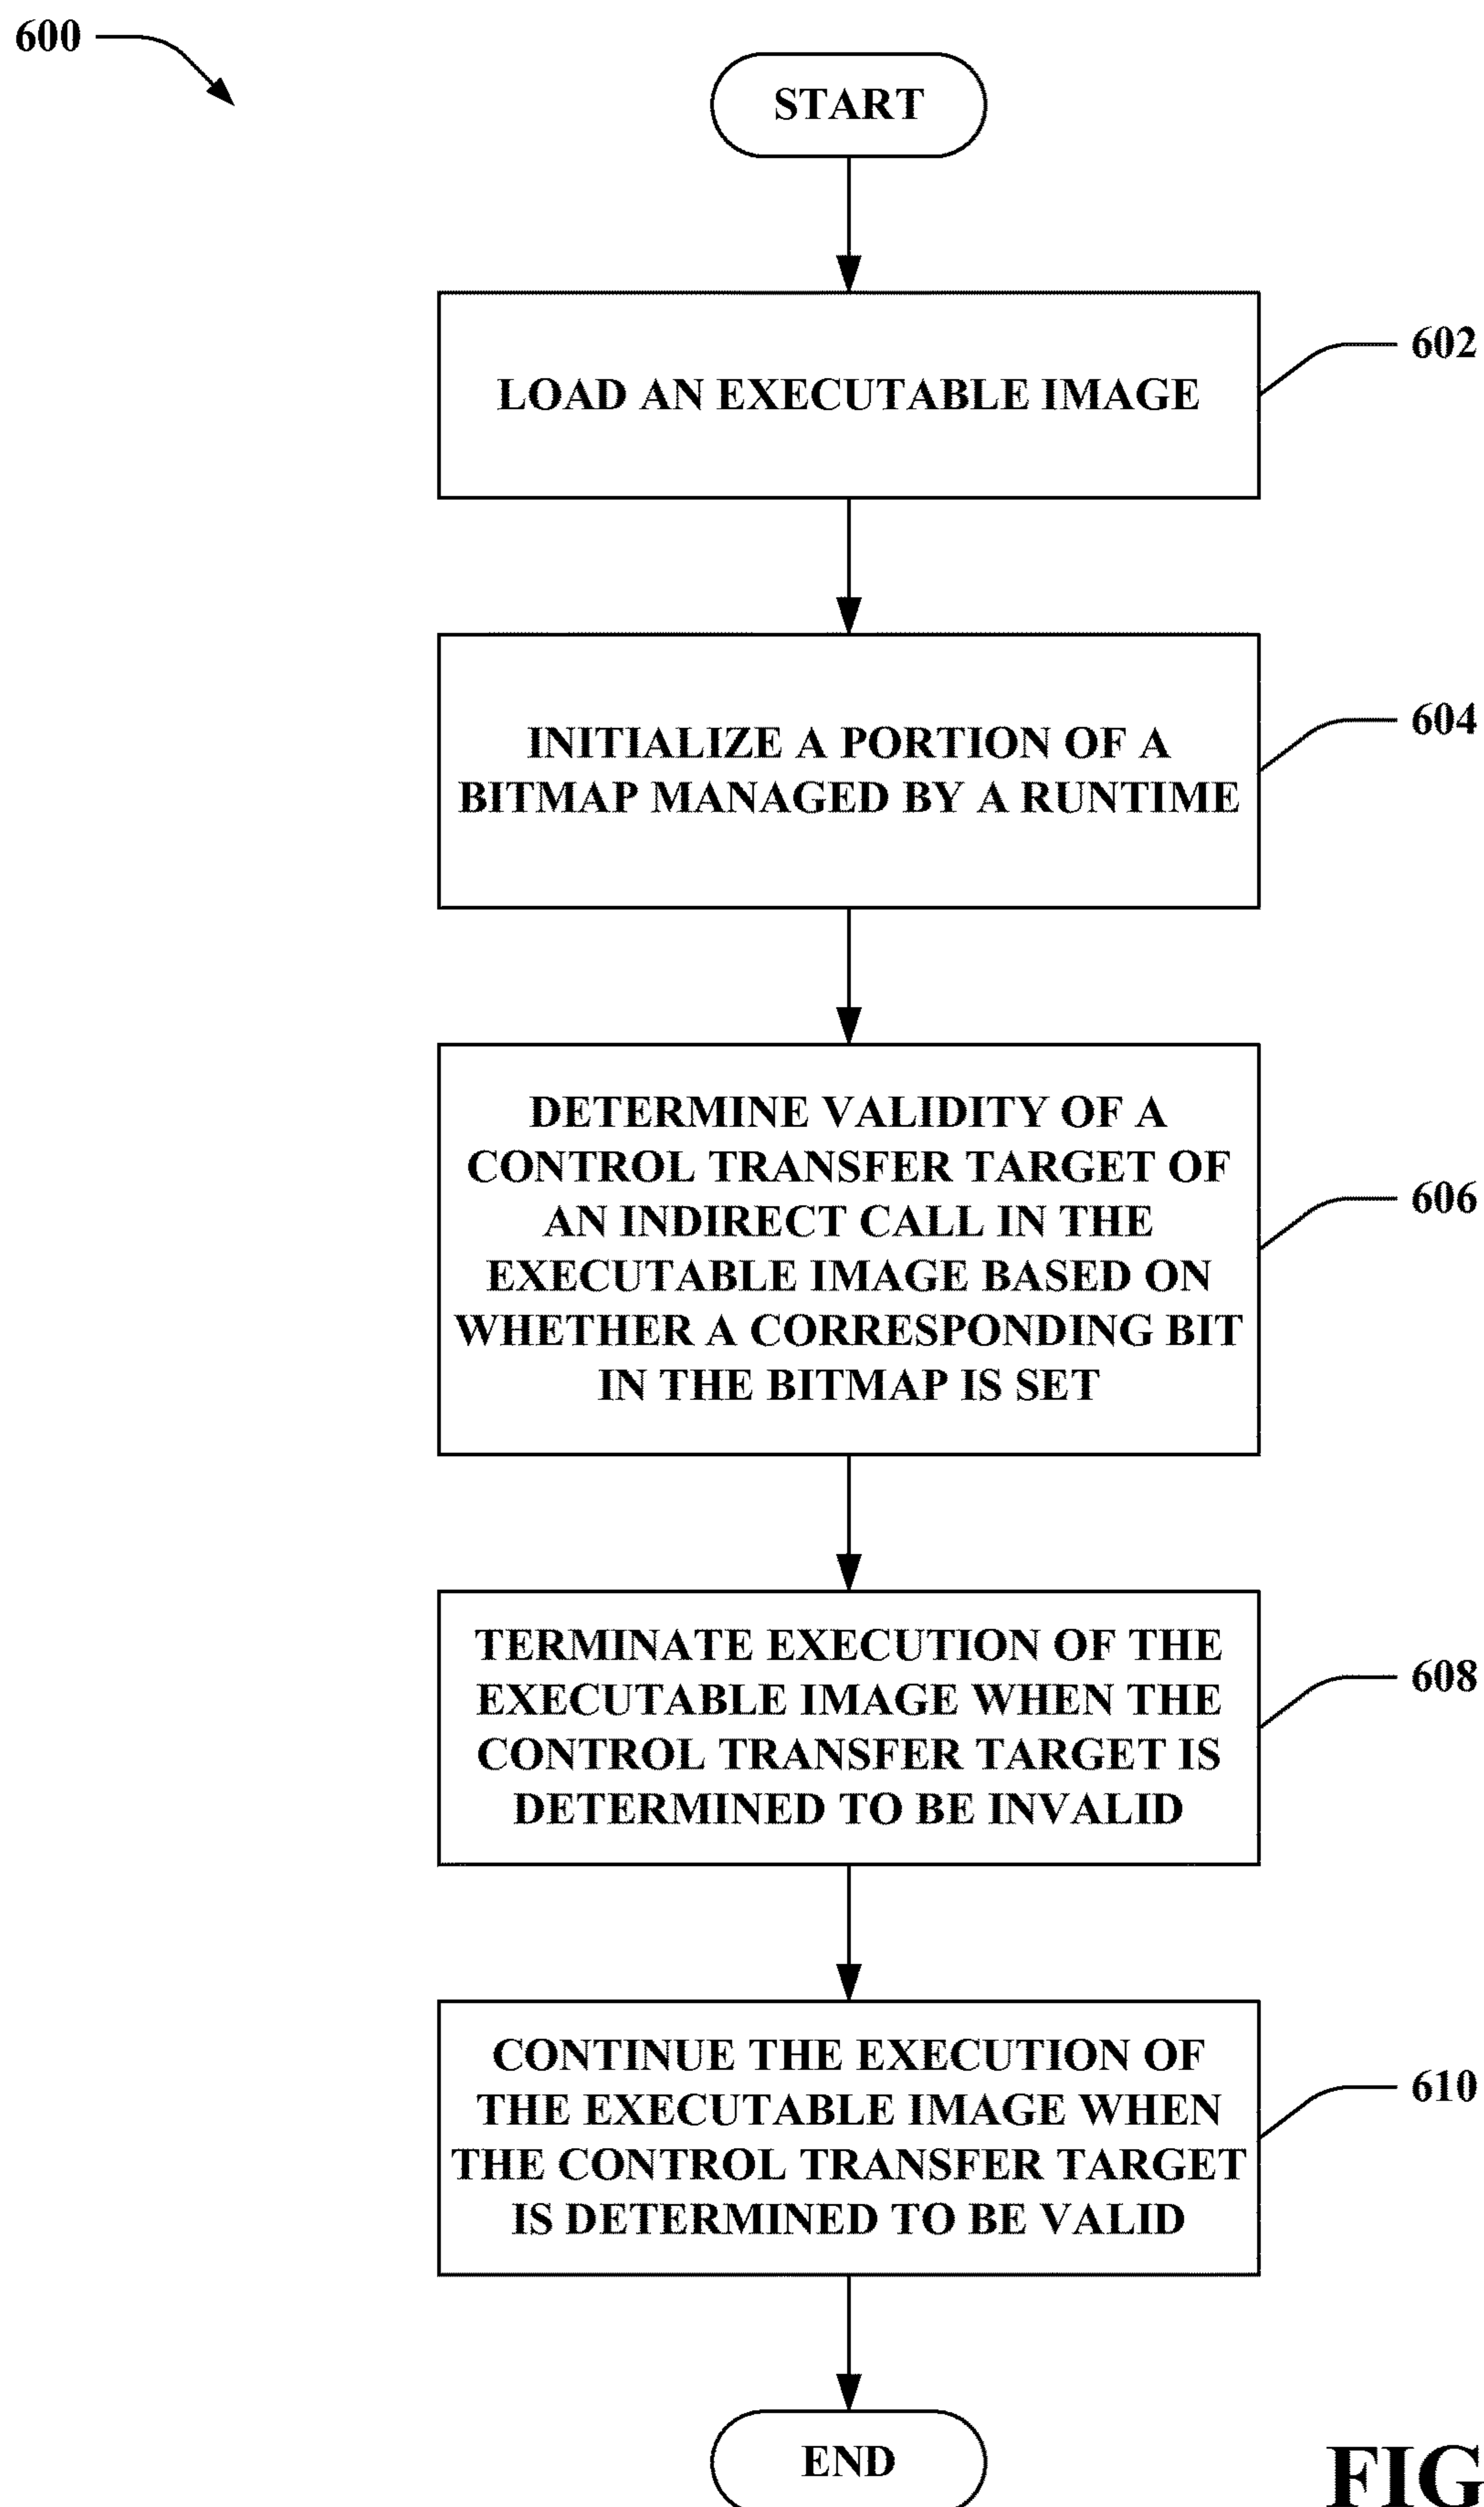 600
START
LOAD AN EXECUTABLE IMAGE
602
INITIALIZE A PORTION OF A
BITMAP MANAGED BY A RUNTIME
604
DETERMINE VALIDITY OF A
CONTROL TRANSFER TARGET OF
AN INDIRECT CALL IN THE
EXECUTABLE IMAGE BASED ON
WHETHER A CORRESPONDING BIT
IN THE BITMAP IS SET
606
TERMINATE EXECUTION OF THE
EXECUTABLE IMAGE WHEN THE
CONTROL TRANSFER TARGET IS
DETERMINED TO BE INVALID
608
CONTINUE THE EXECUTION OF
THE EXECUTABLE IMAGE WHEN
THE CONTROL TRANSFER TARGET
IS DETERMINED TO BE VALID
610
END
FIG